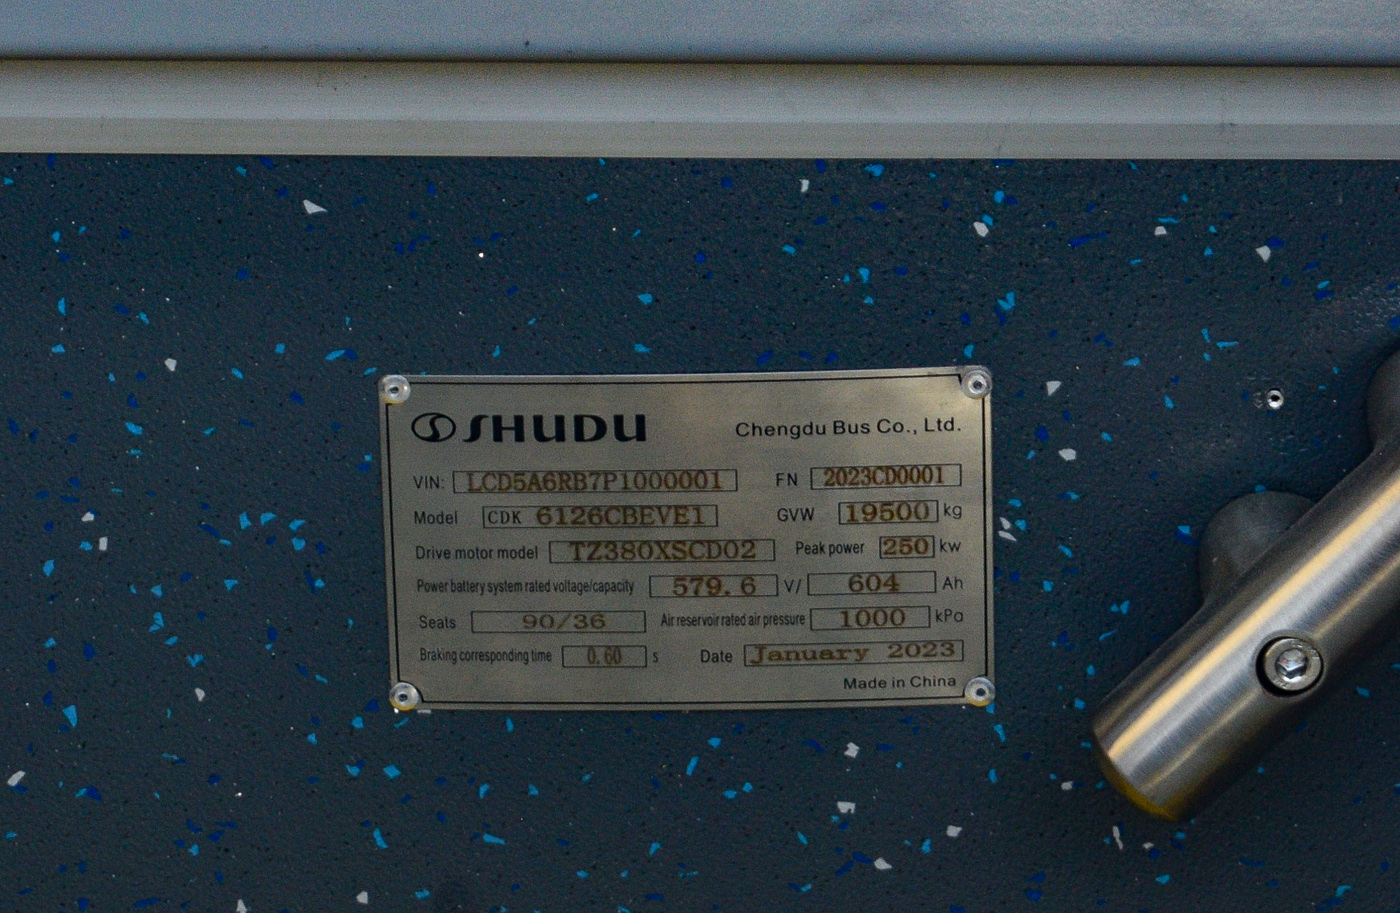 SHUDU Chengdu Bus Co., Ltd.
VIN: LCD5A6RB7P1000001 FN 2023CD0001
Model CDK 6126CBEVE1 GVW 19500 kg
Drive motor model TZ380XSCD02 Peak power 250 kw
Power battery system rated voltage/capacity 579.6 V/ 604 Ah
Seats 90/36 Air reservoir rated air pressure 1000 kPa
Braking corresponding time 0.60 s Date January 2023
Made in China